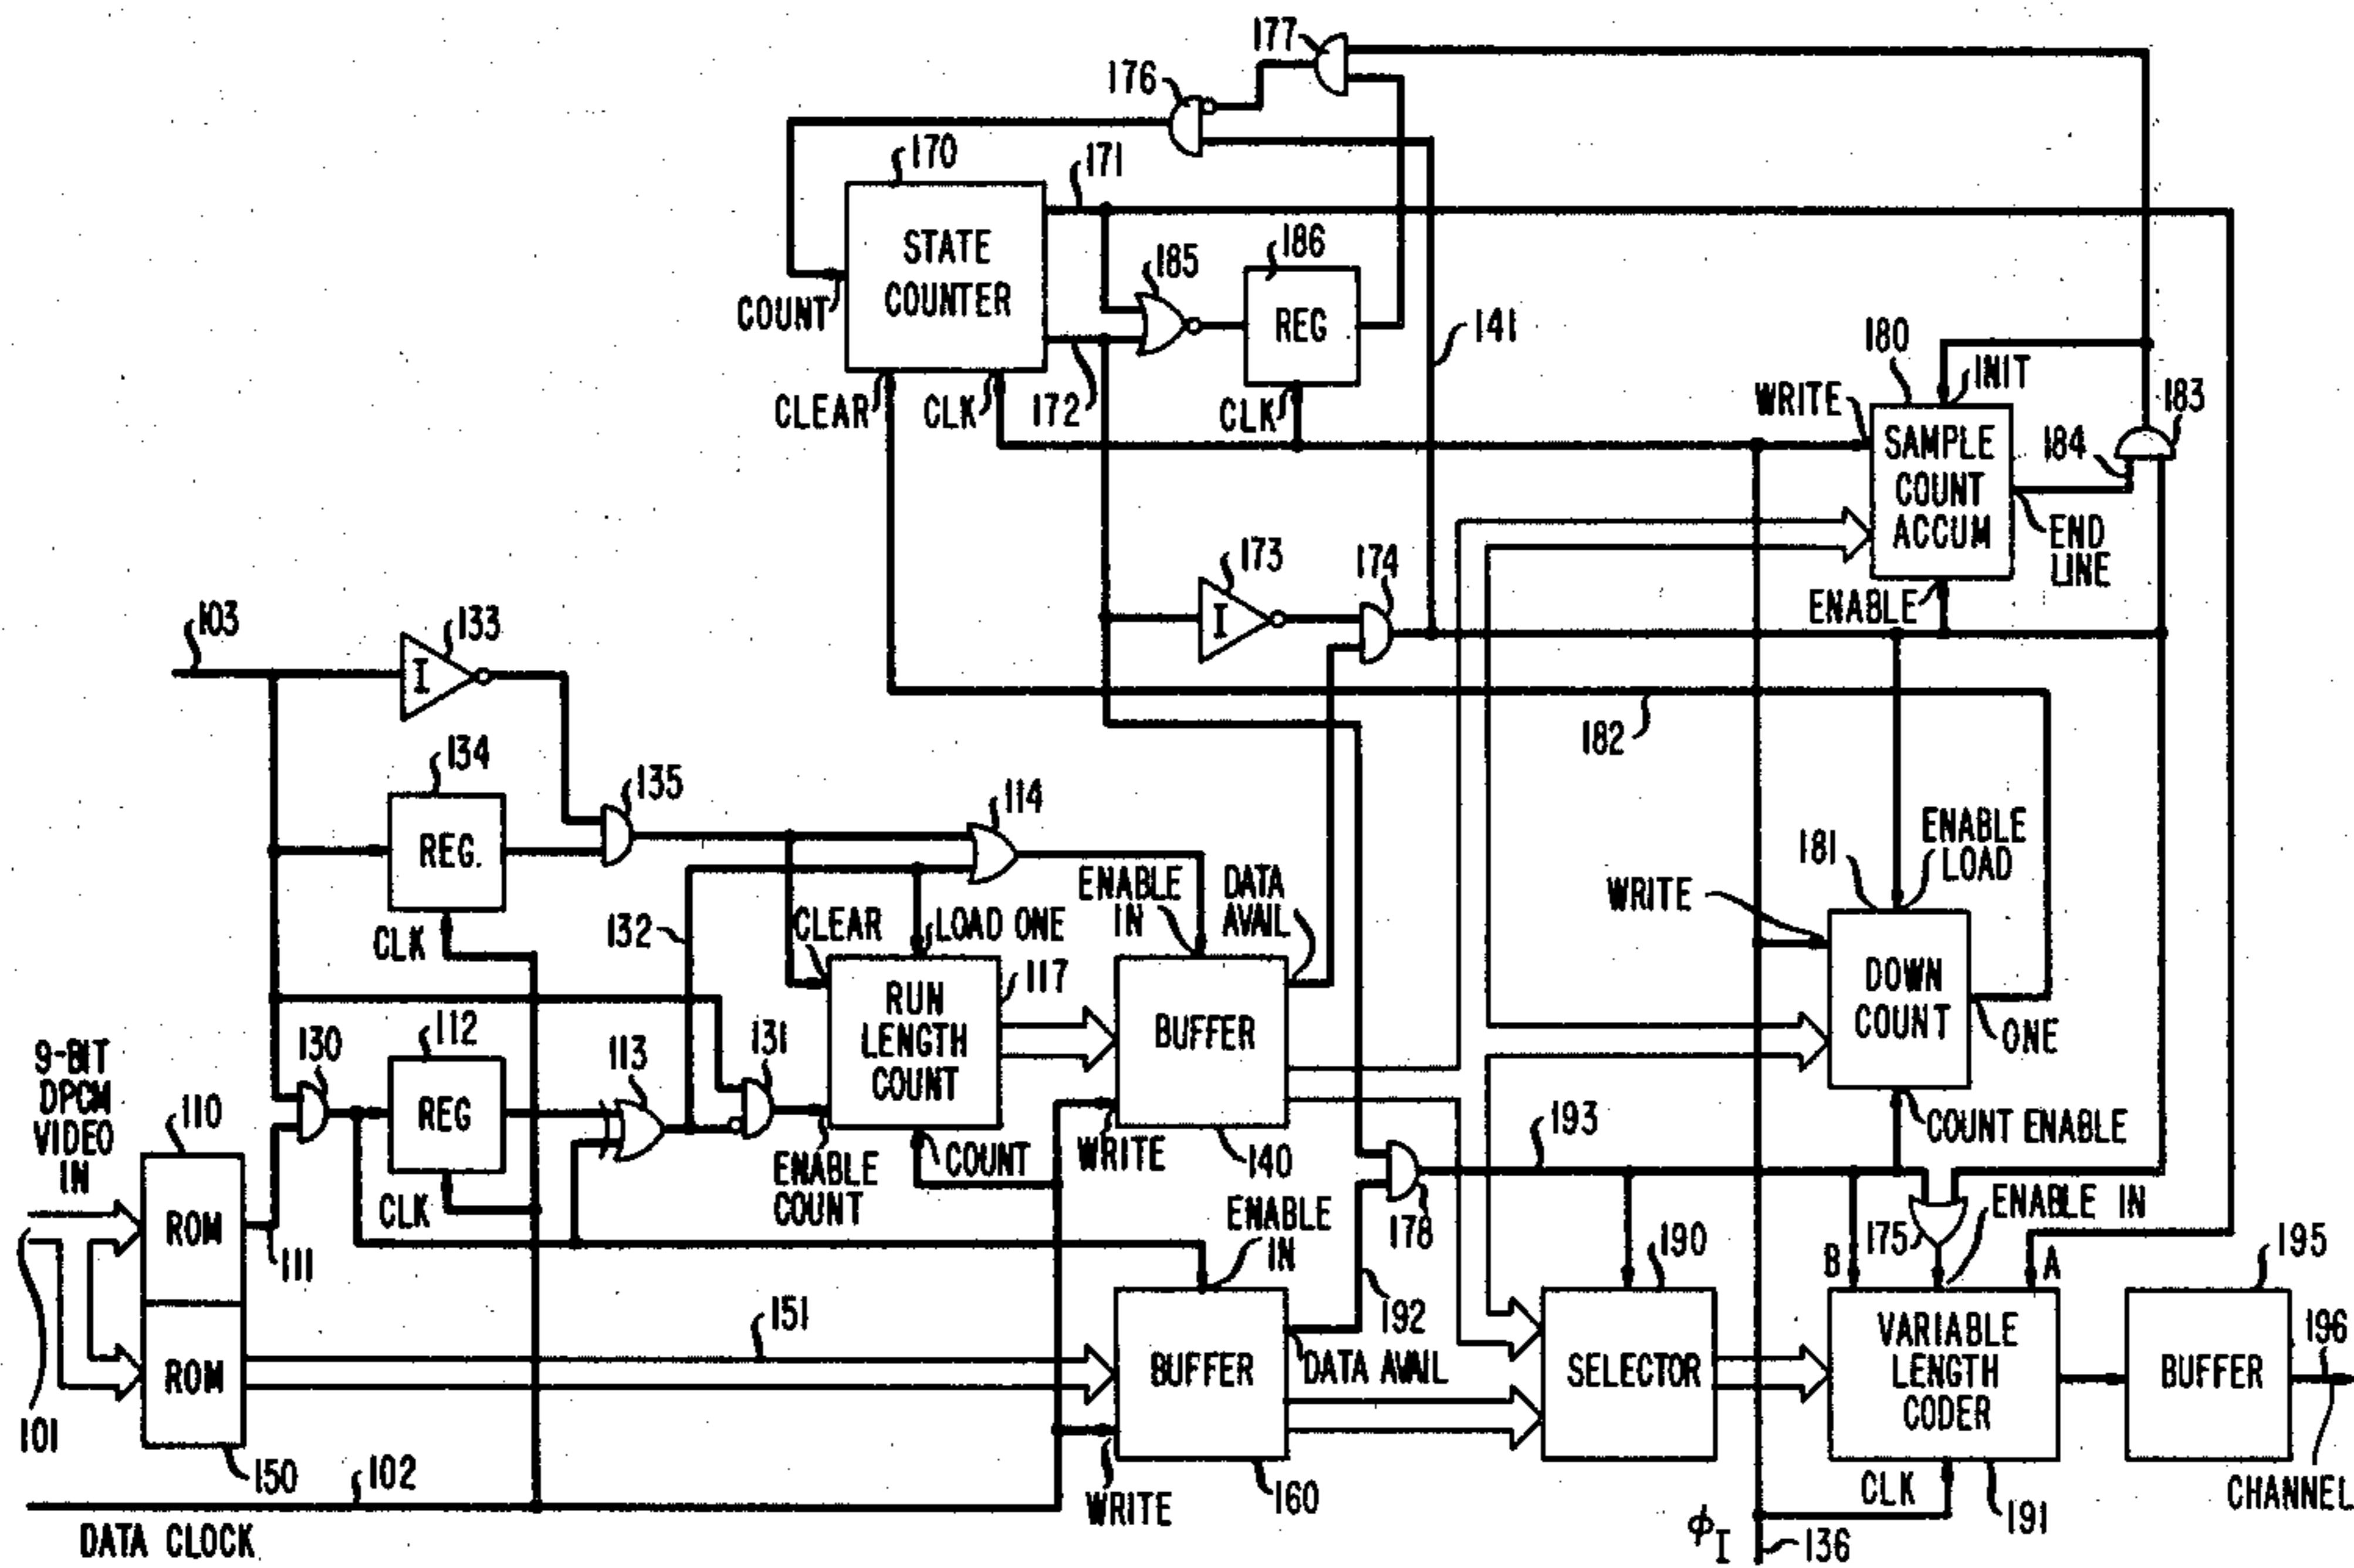 177
176
170
171
STATE
COUNTER
COUNT
185
186
REG
141
CLEAR
CLK
172
CLK
WRITE
180
INIT
183
SAMPLE
COUNT
ACCUM
184
END
LINE
ENABLE
103
133
I
173
I
174
182
134
REG.
CLK
135
114
132
ENABLE
IN
DATA
AVAIL
CLEAR
LOAD ONE
117
RUN
LENGTH
COUNT
BUFFER
WRITE
181
ENABLE
LOAD
DOWN
COUNT
ONE
COUNT ENABLE
9-BIT
DPCM
VIDEO
IN
110
130
112
REG
CLK
113
131
ENABLE
COUNT
COUNT
WRITE
140
193
178
ROM
111
ENABLE
IN
192
190
B
175
ENABLE IN
A
195
ROM
151
BUFFER
DATA AVAIL
SELECTOR
VARIABLE
LENGTH
CODER
BUFFER
196
101
150
102
WRITE
160
CLK
191
CHANNEL
DATA CLOCK
ϕI
136